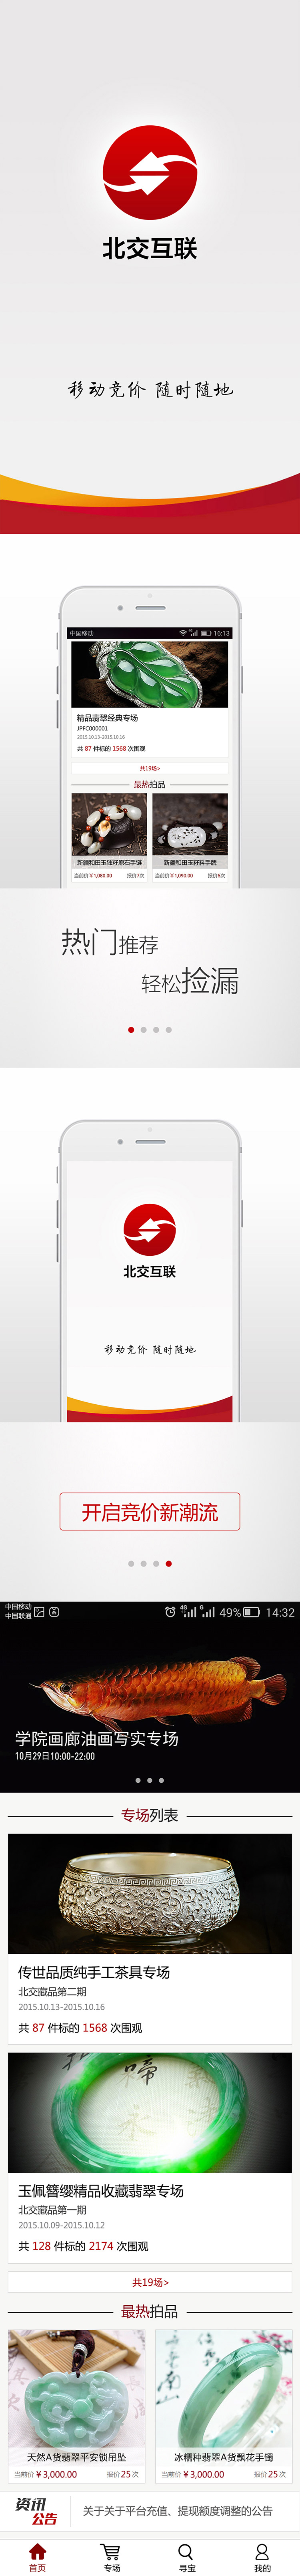 北交互联
移动竞价 随时随地
中国移动 4G 16:13
精品翡翠经典专场
JPFC000001
2015.10.13-2015.10.16
共 87 件标的 1568 次围观
共19场>
最热拍品
新疆和田玉独籽原石手链
新疆和田玉籽料手牌
当前价￥1,080.00 报价7次
当前价￥1,090.00 报价5次
热门推荐
轻松捡漏
北交互联
移动竞价 随时随地
开启竞价新潮流
中国移动
中国联通
4G G 49% 14:32
学院画廊油画写实专场
10月29日10:00-22:00
专场列表
传世品质纯手工茶具专场
北交藏品第二期
2015.10.13-2015.10.16
共 87 件标的 1568 次围观
啼
玉佩簪缨精品收藏翡翠专场
北交藏品第一期
2015.10.09-2015.10.12
共 128 件标的 2174 次围观
共19场>
最热拍品
天然A货翡翠平安锁吊坠
冰糯种翡翠A货飘花手镯
当前价￥3,000.00 报价25次
当前价￥3,000.00 报价25次
资讯
公告
关于关于平台充值、提现额度调整的公告
首页 专场 寻宝 我的